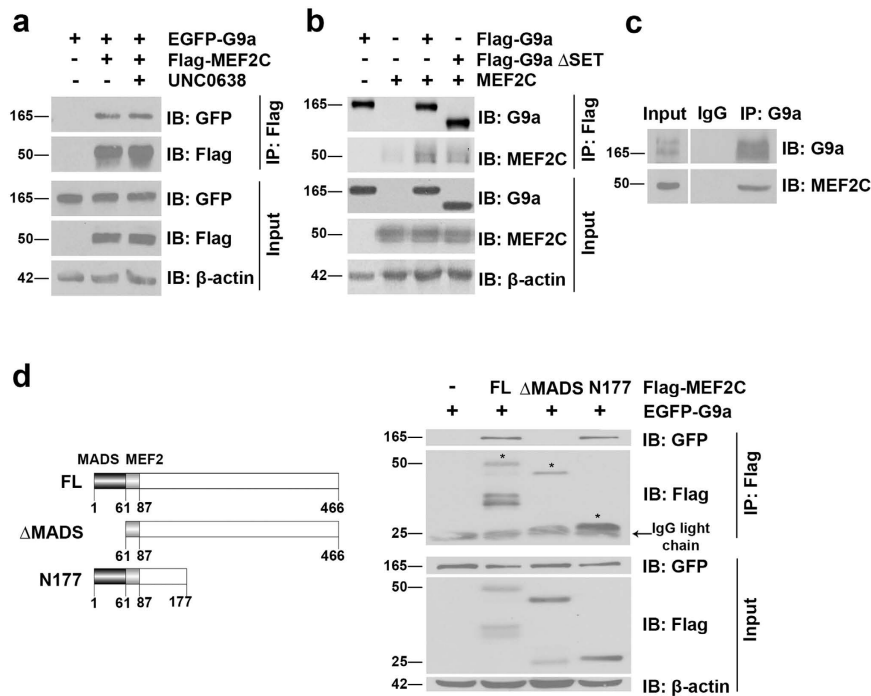 a
+ + + EGFP-G9a
- + + Flag-MEF2C
- - + UNC0638
165 IB: GFP
50 IB: Flag
IP: Flag
165 IB: GFP
50 IB: Flag
42 IB: β-actin
Input
b
+ - + - Flag-G9a
- - - + Flag-G9a ΔSET
- + + + MEF2C
165 IB: G9a
50 IB: MEF2C
IP: Flag
165 IB: G9a
50 IB: MEF2C
42 IB: β-actin
Input
c
Input IgG IP: G9a
165 IB: G9a
50 IB: MEF2C
d
MADS MEF2
FL
1 61 87 466
ΔMADS
61 87 466
N177
1 61 87 177
- FL ΔMADS N177 Flag-MEF2C
+ + + + EGFP-G9a
165 IB: GFP
50 * * *
IB: Flag
25 IgG light
chain
IP: Flag
165 IB: GFP
50
IB: Flag
25
42 IB: β-actin
Input